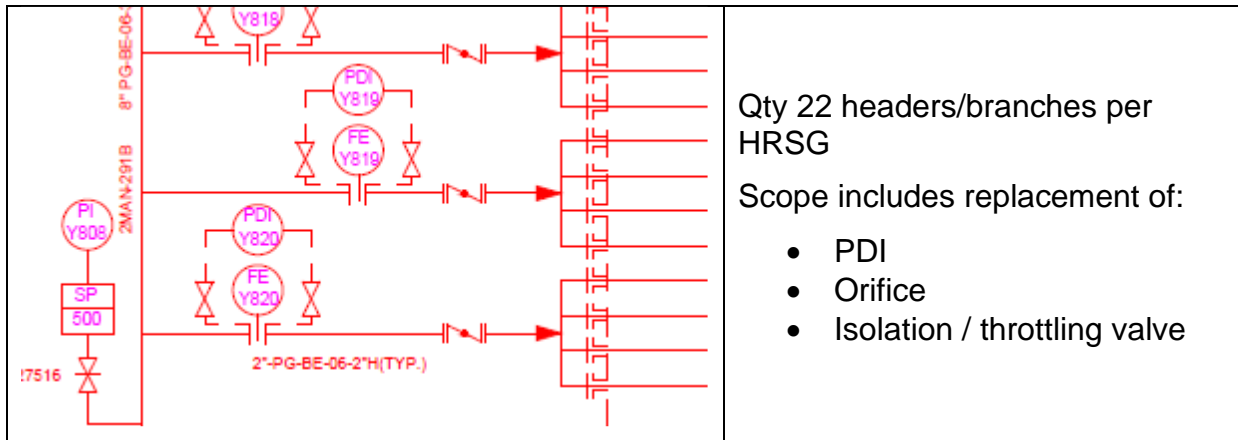 Y818
8" PG-BE-06-
PDI
Y819
FE
Y819
2MAN-291B
PI
Y808
PDI
Y820
FE
Y820
SP
500
27516
2"-PG-BE-06-2"H(TYP.)
Qty 22 headers/branches per
HRSG
Scope includes replacement of:
• PDI
• Orifice
• Isolation / throttling valve